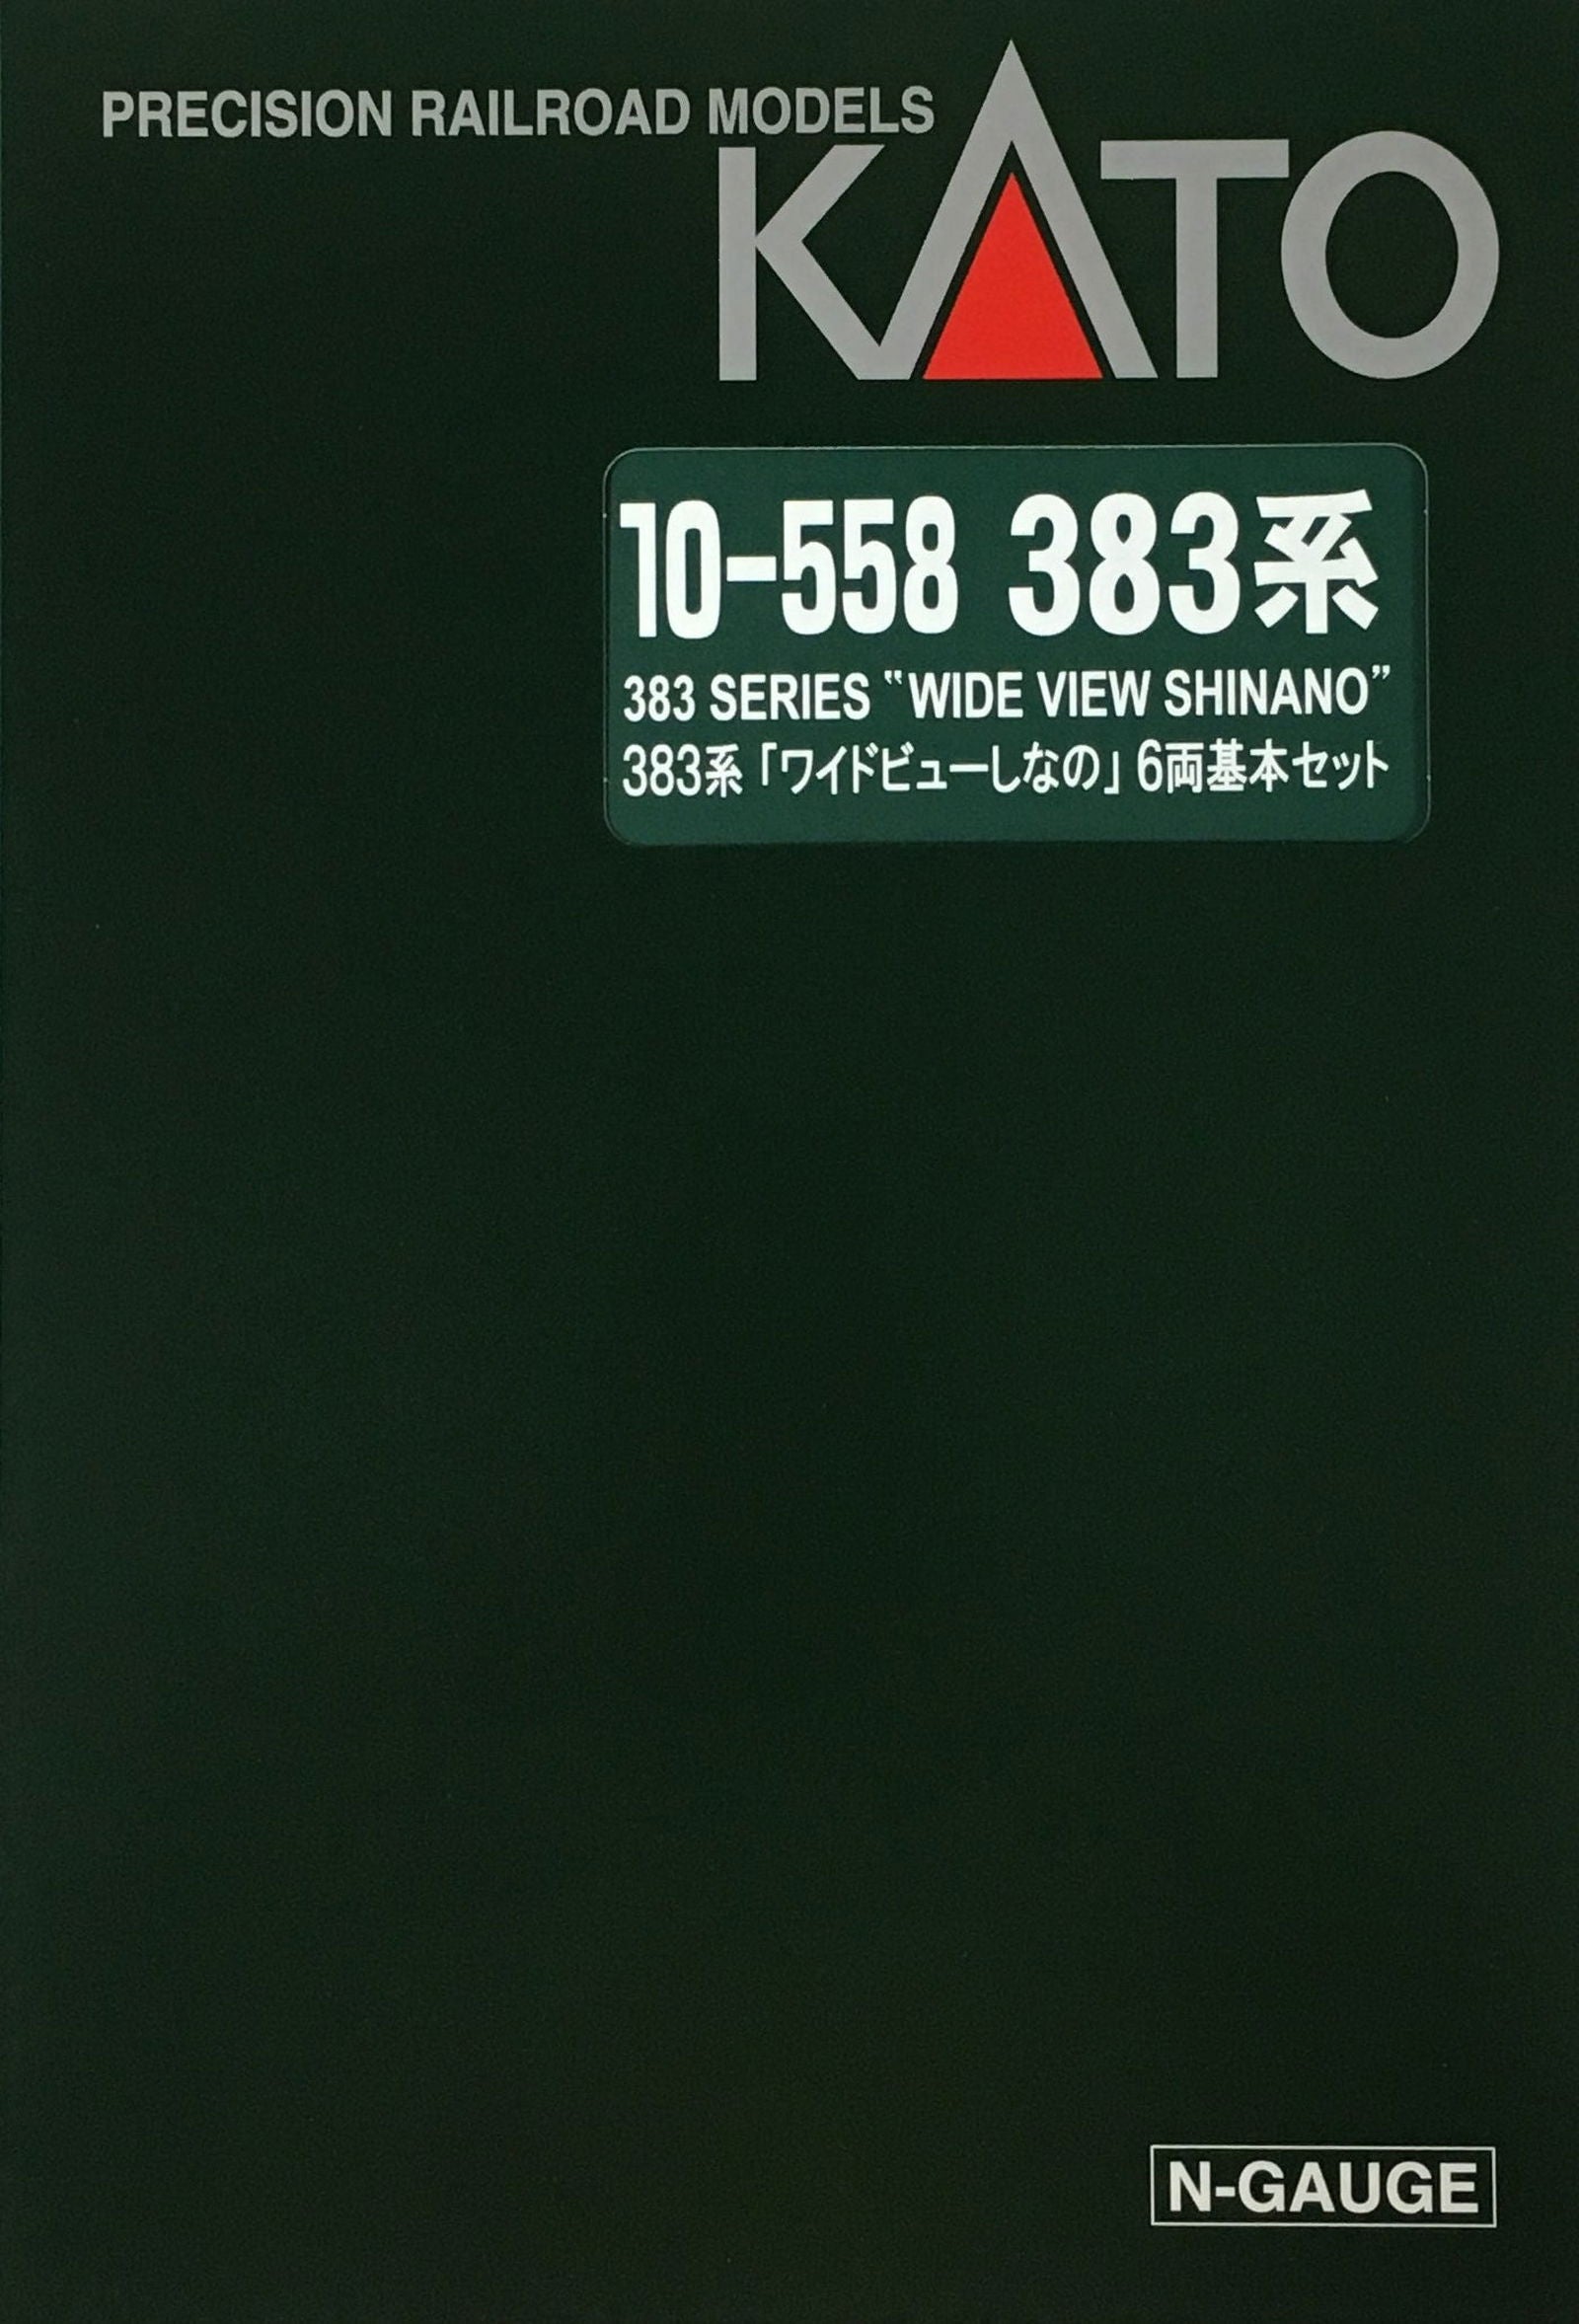 PRECISION RAILROAD MODELS
KATO
10-558 383系
383 SERIES "WIDE VIEW SHINANO"
383系「ワイドビューしなの」6両基本セット
N-GAUGE